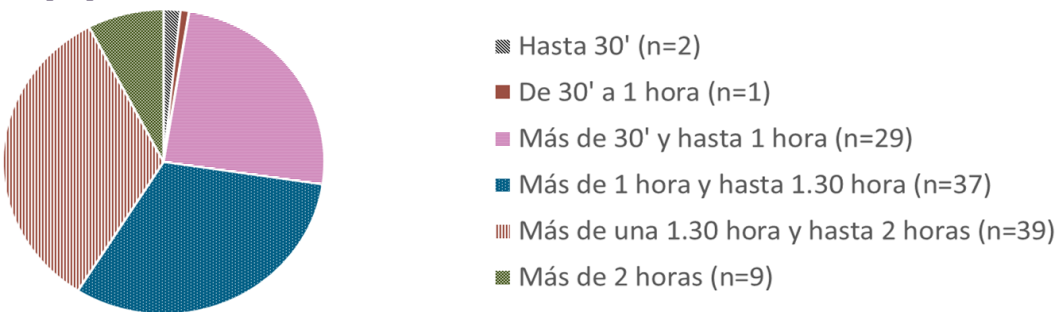 Hasta 30' (n=2)
De 30' a 1 hora (n=1)
Más de 30' y hasta 1 hora (n=29)
Más de 1 hora y hasta 1.30 hora (n=37)
Más de una 1.30 hora y hasta 2 horas (n=39)
Más de 2 horas (n=9)